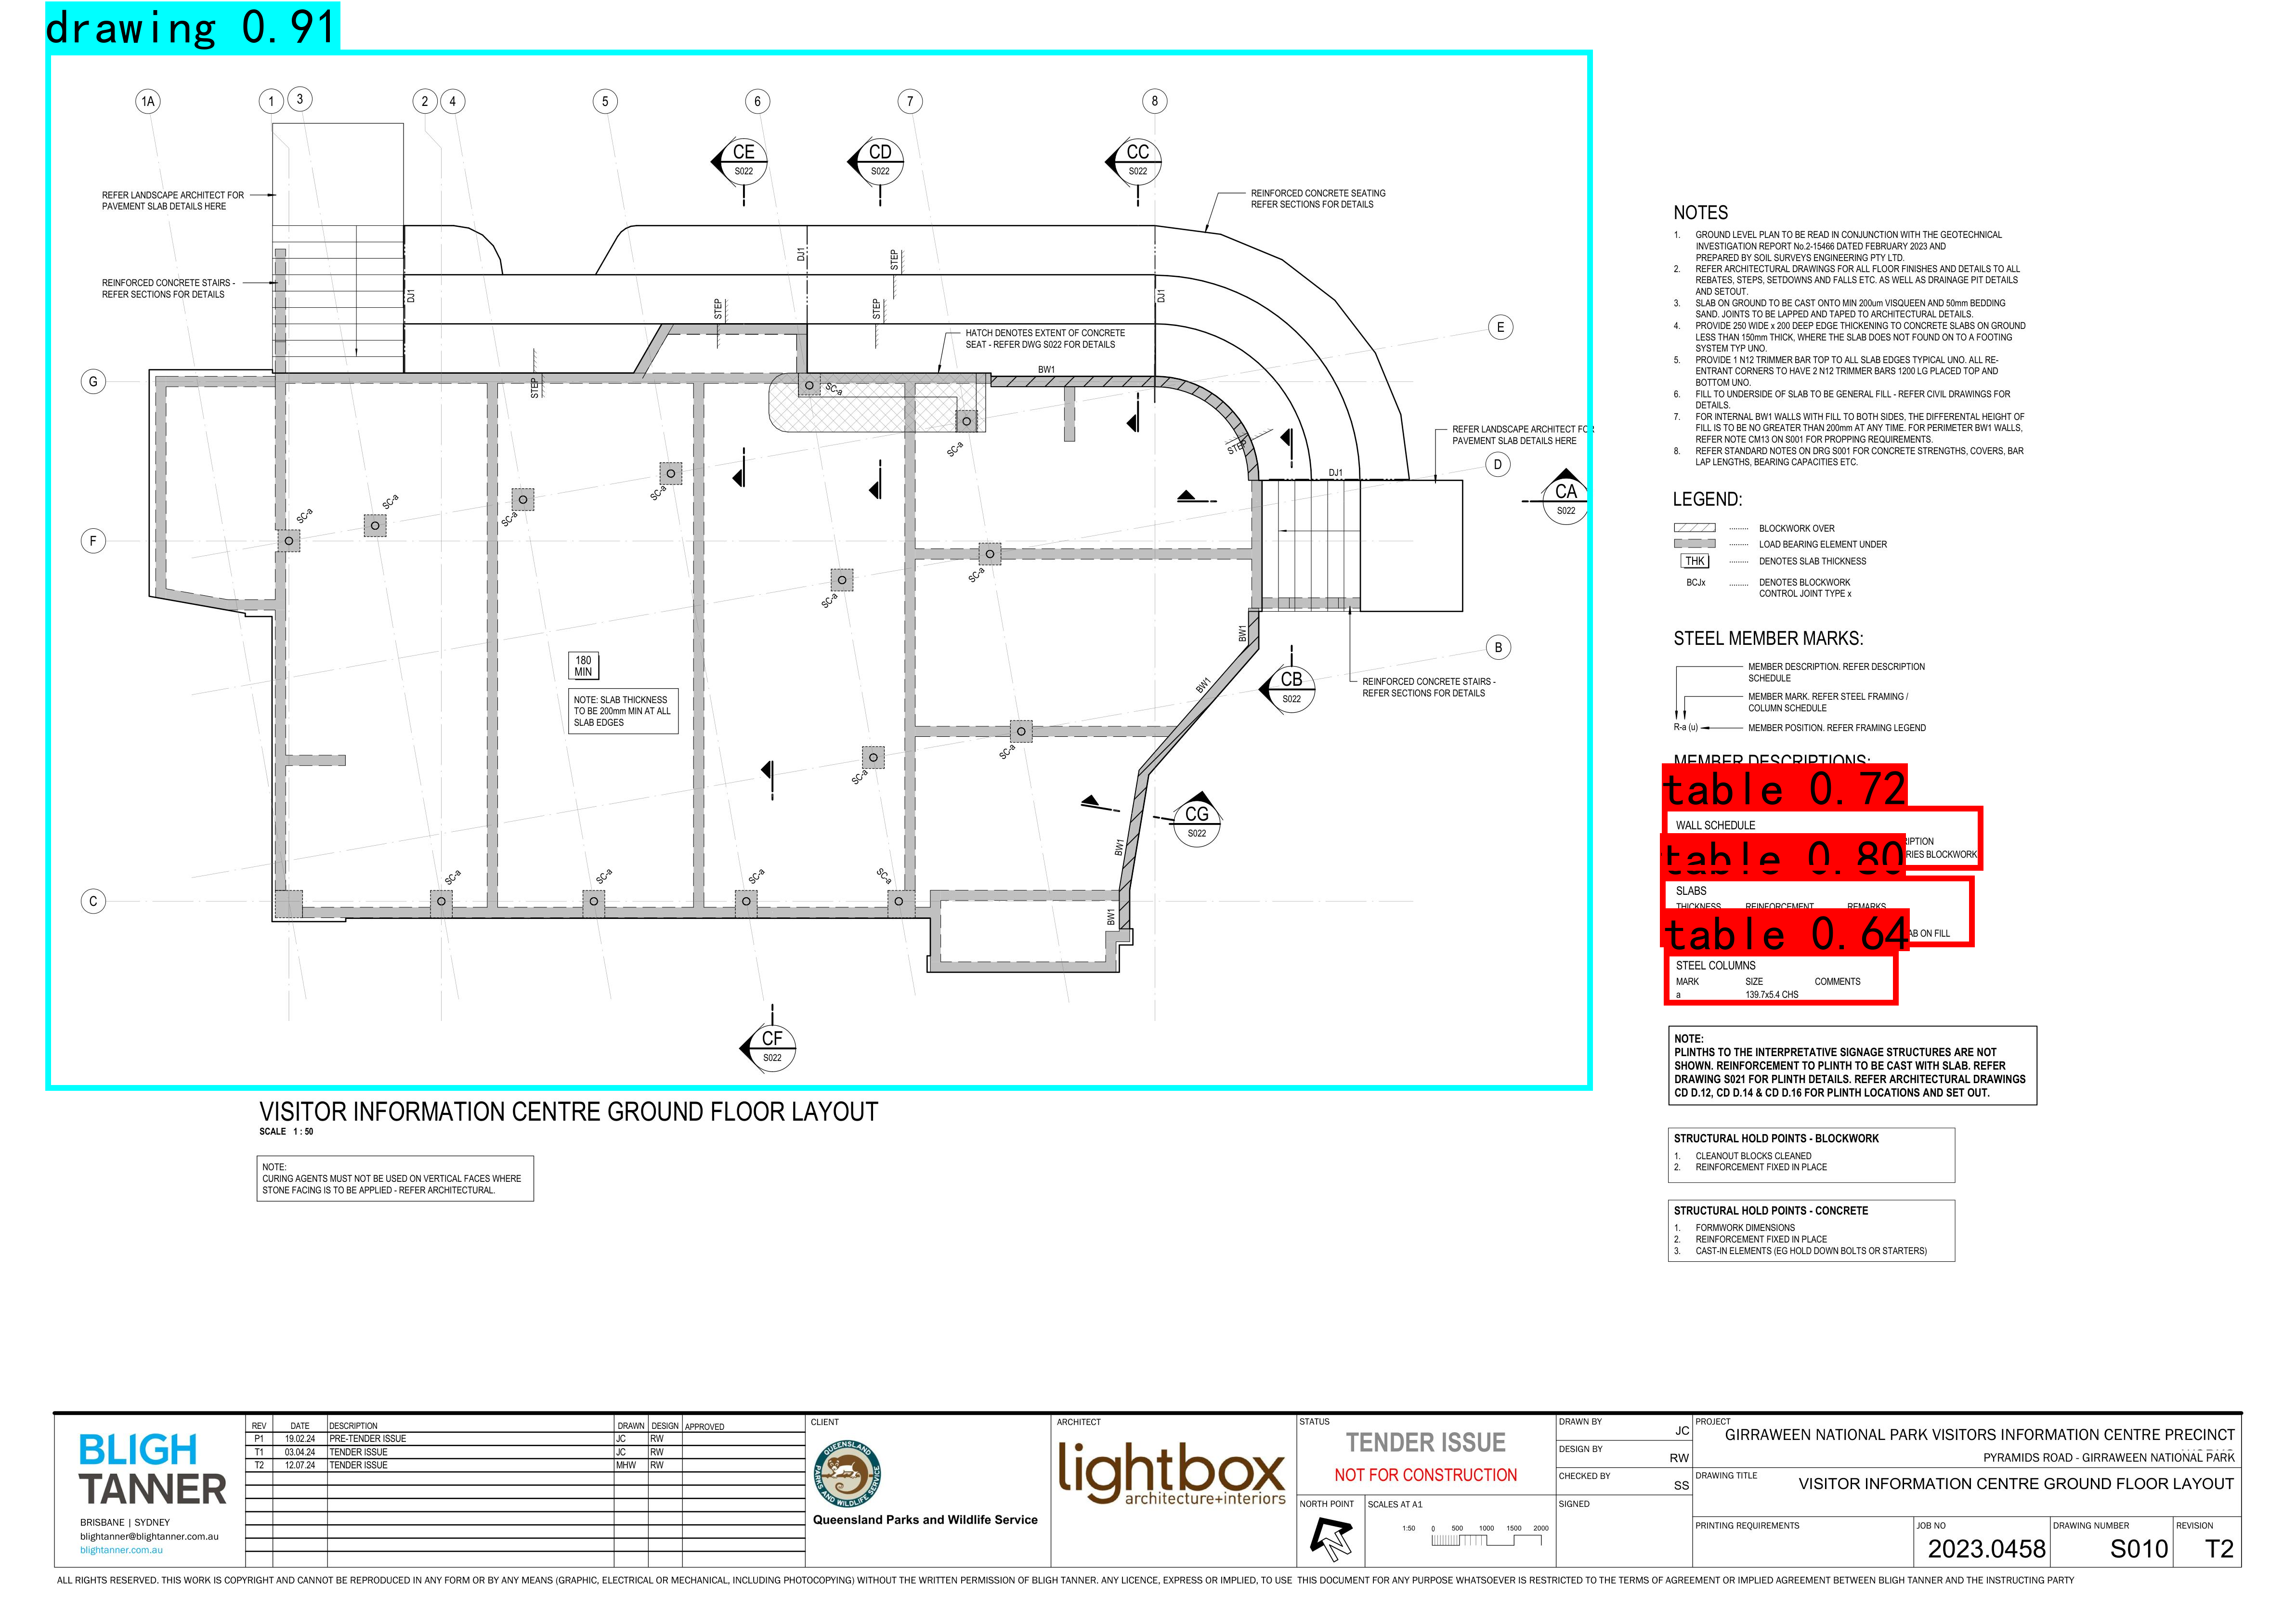 drawing 0.91
1A
1
3
2
4
5
6
7
8
CE
S022
CD
S022
CC
S022
REFER LANDSCAPE ARCHITECT FOR
PAVEMENT SLAB DETAILS HERE
REINFORCED CONCRETE SEATING
REFER SECTIONS FOR DETAILS
REINFORCED CONCRETE STAIRS -
REFER SECTIONS FOR DETAILS
DJ1
DJ1
DJ1
STEP
STEP
STEP
STEP
STEP
HATCH DENOTES EXTENT OF CONCRETE
SEAT - REFER DWG S022 FOR DETAILS
E
G
BW1
SC-a
SC-a
REFER LANDSCAPE ARCHITECT FO
PAVEMENT SLAB DETAILS HERE
D
DJ1
CA
S022
SC-a
SC-a
SC-a
SC-a
F
SC-a
SC-a
BW1
B
180
MIN
NOTE: SLAB THICKNESS
TO BE 200mm MIN AT ALL
SLAB EDGES
CB
S022
REINFORCED CONCRETE STAIRS -
REFER SECTIONS FOR DETAILS
BW1
SC-a
SC-a
CG
S022
BW1
SC-a
SC-a
SC-a
SC-a
C
BW1
CF
S022
VISITOR INFORMATION CENTRE GROUND FLOOR LAYOUT
SCALE 1 : 50
NOTE:
CURING AGENTS MUST NOT BE USED ON VERTICAL FACES WHERE
STONE FACING IS TO BE APPLIED - REFER ARCHITECTURAL.
NOTES
1. GROUND LEVEL PLAN TO BE READ IN CONJUNCTION WITH THE GEOTECHNICAL
INVESTIGATION REPORT No.2-15466 DATED FEBRUARY 2023 AND
PREPARED BY SOIL SURVEYS ENGINEERING PTY LTD.
2. REFER ARCHITECTURAL DRAWINGS FOR ALL FLOOR FINISHES AND DETAILS TO ALL
REBATES, STEPS, SETDOWNS AND FALLS ETC. AS WELL AS DRAINAGE PIT DETAILS
AND SETOUT.
3. SLAB ON GROUND TO BE CAST ONTO MIN 200um VISQUEEN AND 50mm BEDDING
SAND. JOINTS TO BE LAPPED AND TAPED TO ARCHITECTURAL DETAILS.
4. PROVIDE 250 WIDE x 200 DEEP EDGE THICKENING TO CONCRETE SLABS ON GROUND
LESS THAN 150mm THICK, WHERE THE SLAB DOES NOT FOUND ON TO A FOOTING
SYSTEM TYP UNO.
5. PROVIDE 1 N12 TRIMMER BAR TOP TO ALL SLAB EDGES TYPICAL UNO. ALL RE-
ENTRANT CORNERS TO HAVE 2 N12 TRIMMER BARS 1200 LG PLACED TOP AND
BOTTOM UNO.
6. FILL TO UNDERSIDE OF SLAB TO BE GENERAL FILL - REFER CIVIL DRAWINGS FOR
DETAILS.
7. FOR INTERNAL BW1 WALLS WITH FILL TO BOTH SIDES, THE DIFFERENTAL HEIGHT OF
FILL IS TO BE NO GREATER THAN 200mm AT ANY TIME. FOR PERIMETER BW1 WALLS,
REFER NOTE CM13 ON S001 FOR PROPPING REQUIREMENTS.
8. REFER STANDARD NOTES ON DRG S001 FOR CONCRETE STRENGTHS, COVERS, BAR
LAP LENGTHS, BEARING CAPACITIES ETC.
LEGEND:
......... BLOCKWORK OVER
......... LOAD BEARING ELEMENT UNDER
THK ......... DENOTES SLAB THICKNESS
BCJx ......... DENOTES BLOCKWORK
CONTROL JOINT TYPE x
STEEL MEMBER MARKS:
MEMBER DESCRIPTION. REFER DESCRIPTION
SCHEDULE
MEMBER MARK. REFER STEEL FRAMING /
COLUMN SCHEDULE
R-a (u) MEMBER POSITION. REFER FRAMING LEGEND
MEMBER DESCRIPTIONS:
table 0.72
WALL SCHEDULE
RIPTION
table 0.80
RIES BLOCKWORK
SLABS
THICKNESS REINFORCEMENT REMARKS
table 0.64
AB ON FILL
STEEL COLUMNS
MARK SIZE COMMENTS
a 139.7x5.4 CHS
NOTE:
PLINTHS TO THE INTERPRETATIVE SIGNAGE STRUCTURES ARE NOT
SHOWN. REINFORCEMENT TO PLINTH TO BE CAST WITH SLAB. REFER
DRAWING S021 FOR PLINTH DETAILS. REFER ARCHITECTURAL DRAWINGS
CD D.12, CD D.14 & CD D.16 FOR PLINTH LOCATIONS AND SET OUT.
STRUCTURAL HOLD POINTS - BLOCKWORK
1. CLEANOUT BLOCKS CLEANED
2. REINFORCEMENT FIXED IN PLACE
STRUCTURAL HOLD POINTS - CONCRETE
1. FORMWORK DIMENSIONS
2. REINFORCEMENT FIXED IN PLACE
3. CAST-IN ELEMENTS (EG HOLD DOWN BOLTS OR STARTERS)
BLIGH
TANNER
BRISBANE | SYDNEY
blightanner@blightanner.com.au
blightanner.com.au
REV DATE DESCRIPTION DRAWN DESIGN APPROVED
P1 19.02.24 PRE-TENDER ISSUE JC RW
T1 03.04.24 TENDER ISSUE JC RW
T2 12.07.24 TENDER ISSUE MHW RW
CLIENT
QUEENSLAND
PARKS AND WILDLIFE SERVICE
Queensland Parks and Wildlife Service
ARCHITECT
lightbox
architecture+interiors
STATUS
TENDER ISSUE
NOT FOR CONSTRUCTION
NORTH POINT
N
SCALES AT A1
1:50 0 500 1000 1500 2000
DRAWN BY JC
DESIGN BY RW
CHECKED BY SS
SIGNED
PROJECT
GIRRAWEEN NATIONAL PARK VISITORS INFORMATION CENTRE PRECINCT
PYRAMIDS ROAD - GIRRAWEEN NATIONAL PARK
DRAWING TITLE
VISITOR INFORMATION CENTRE GROUND FLOOR LAYOUT
PRINTING REQUIREMENTS
JOB NO
2023.0458
DRAWING NUMBER
S010
REVISION
T2
ALL RIGHTS RESERVED. THIS WORK IS COPYRIGHT AND CANNOT BE REPRODUCED IN ANY FORM OR BY ANY MEANS (GRAPHIC, ELECTRICAL OR MECHANICAL, INCLUDING PHOTOCOPYING) WITHOUT THE WRITTEN PERMISSION OF BLIGH TANNER. ANY LICENCE, EXPRESS OR IMPLIED, TO USE THIS DOCUMENT FOR ANY PURPOSE WHATSOEVER IS RESTRICTED TO THE TERMS OF AGREEMENT OR IMPLIED AGREEMENT BETWEEN BLIGH TANNER AND THE INSTRUCTING PARTY